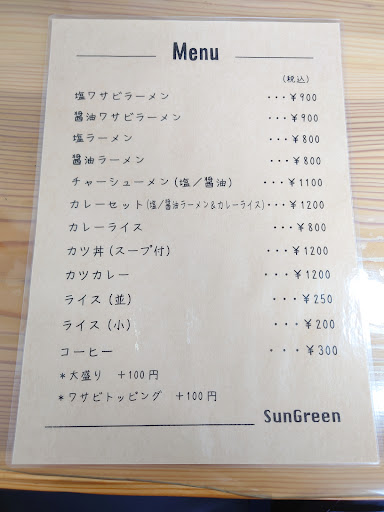 Menu
(税込)
塩ワサビラーメン ・・・¥900
醤油ワサビラーメン ・・・¥900
塩ラーメン ・・・¥800
醤油ラーメン ・・・¥800
チャーシューメン(塩/醤油) ・・・¥1100
カレーセット(塩/醤油ラーメン&カレーライス)・・・¥1200
カレーライス ・・・¥800
カツ丼(スープ付) ・・・¥1200
カツカレー ・・・¥1200
ライス(並) ・・・¥250
ライス(小) ・・・¥200
コーヒー ・・・・¥300
*大盛り +100円
*ワサビトッピング +100円
SunGreen